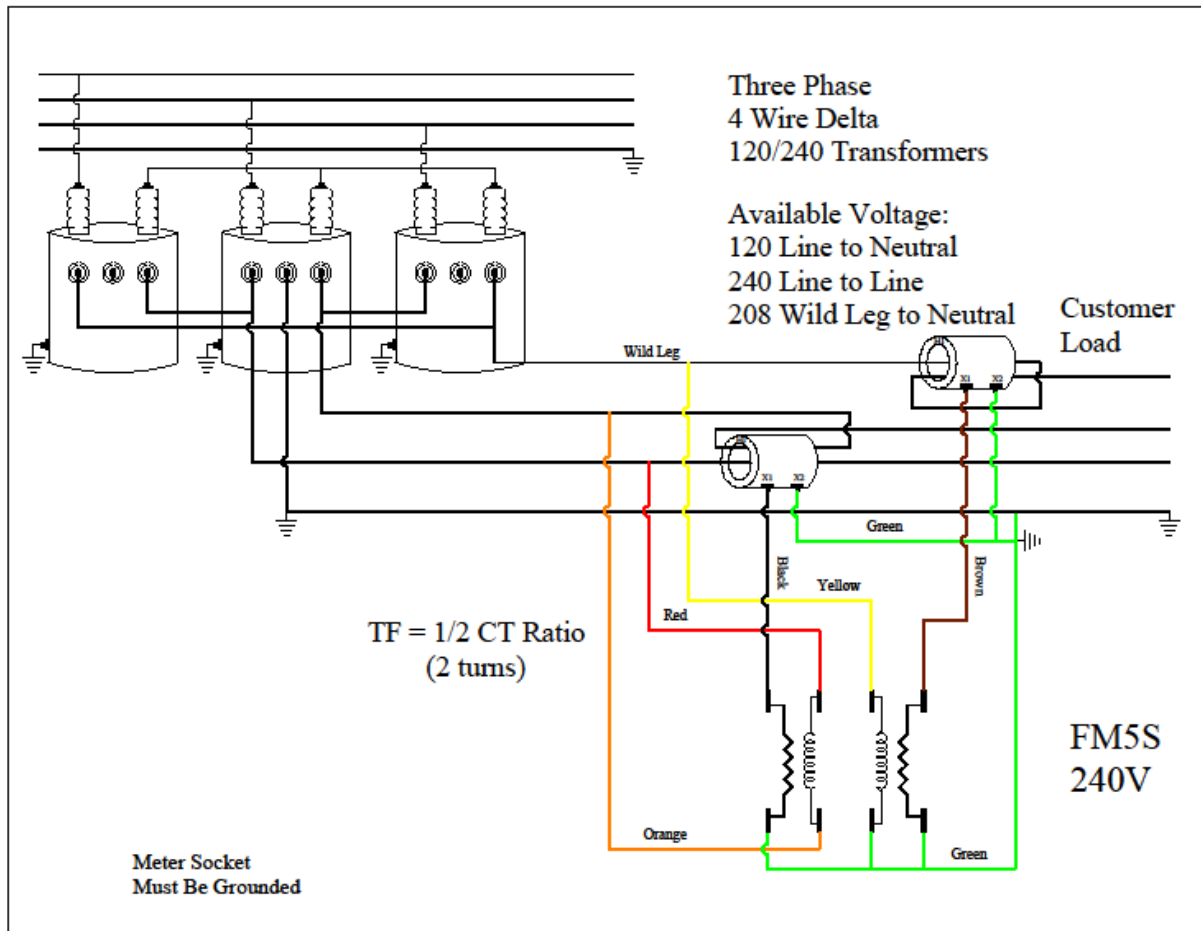 Three Phase
4 Wire Delta
120/240 Transformers
Available Voltage:
120 Line to Neutral
240 Line to Line
208 Wild Leg to Neutral
Customer
Load
Wild Leg
X1
X2
X1
X2
Green
Black
Brown
Yellow
Red
TF = 1/2 CT Ratio
(2 turns)
FM5S
240V
Orange
Green
Meter Socket
Must Be Grounded